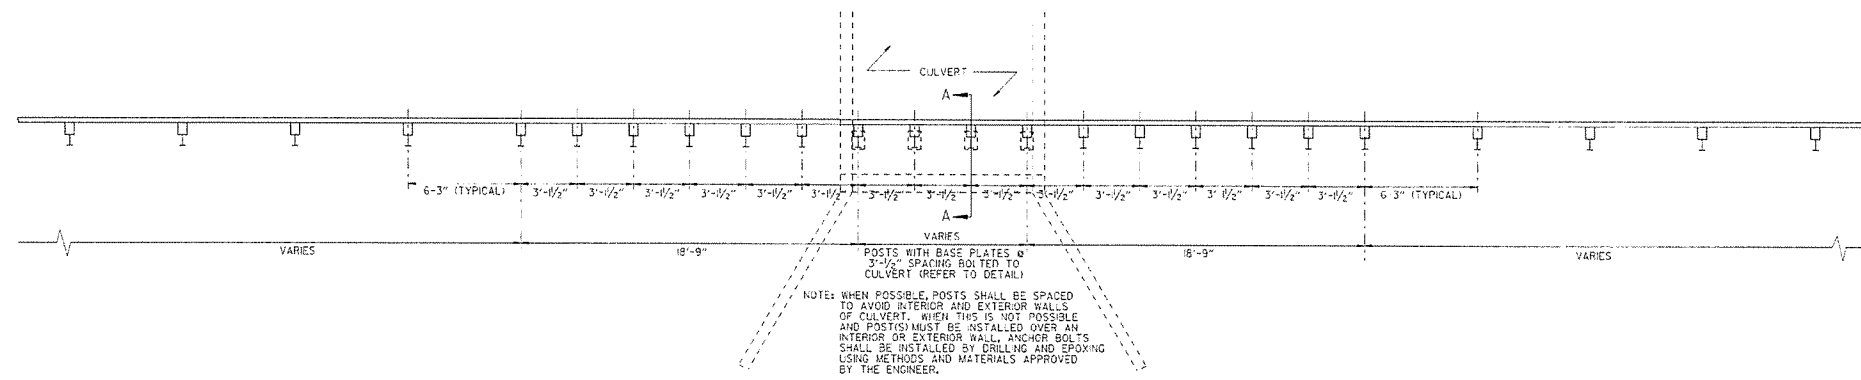 CULVERT
A
6-3" (TYPICAL) 3'-1½" 3'-1½" 3'-1½" 3'-1½" 3'-1½" 3'-1½" 3'-1½" 3'-1½" 3'-1½" 3'-1½" 3'-1½" 3'-1½" 3'-1½" 3'-1½" 3'-1½" 6-3" (TYPICAL)
A
VARIES 18'-9" VARIES 18'-9" VARIES
POSTS WITH BASE PLATES @
3'-½" SPACING BOLTED TO
CULVERT (REFER TO DETAIL)
NOTE: WHEN POSSIBLE, POSTS SHALL BE SPACED
TO AVOID INTERIOR AND EXTERIOR WALLS
OF CULVERT. WHEN THIS IS NOT POSSIBLE
AND POST(S) MUST BE INSTALLED OVER AN
INTERIOR OR EXTERIOR WALL, ANCHOR BOLTS
SHALL BE INSTALLED BY DRILLING AND EPOXING
USING METHODS AND MATERIALS APPROVED
BY THE ENGINEER.